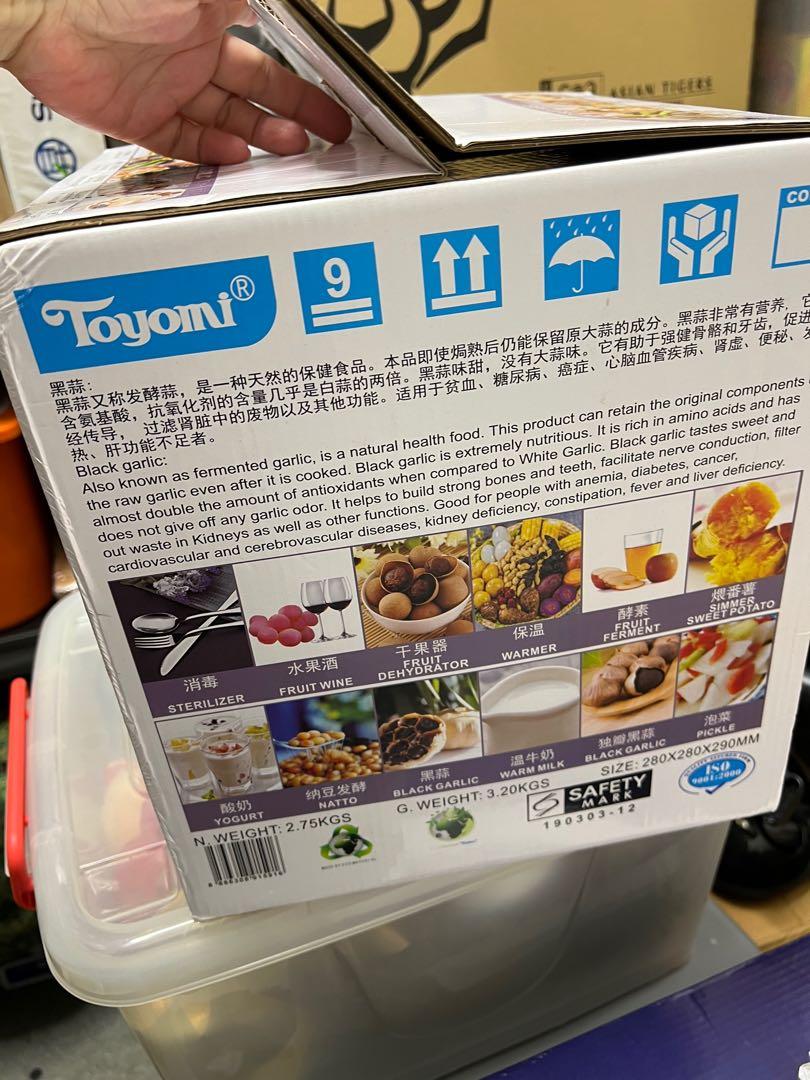 ASIAN TIGERS
CO
Toyomi®
9
黑蒜:
黑蒜又称发酵蒜，是一种天然的保健食品。本品即使焗熟后仍能保留原大蒜的成分。黑蒜非常有营养，它
含氨基酸，抗氧化剂的含量几乎是白蒜的两倍。黑蒜味甜，没有大蒜味。它有助于强健骨骼和牙齿，促进
经传导，过滤肾脏中的废物以及其他功能。适用于贫血、糖尿病、癌症、心脑血管疾病、肾虚、便秘、发
热、肝功能不足者。
Black garlic:
Also known as fermented garlic, is a natural health food. This product can retain the original components
the raw garlic even after it is cooked. Black garlic is extremely nutritious. It is rich in amino acids and has
almost double the amount of antioxidants when compared to White Garlic. Black garlic tastes sweet and
does not give off any garlic odor. It helps to build strong bones and teeth, facilitate nerve conduction, filter
out waste in Kidneys as well as other functions. Good for people with anemia, diabetes, cancer,
cardiovascular and cerebrovascular diseases, kidney deficiency, constipation, fever and liver deficiency.
消毒
STERILIZER
水果酒
FRUIT WINE
干果器
FRUIT
DEHYDRATOR
保温
WARMER
酵素
FRUIT
FERMENT
煨番薯
SIMMER
SWEET POTATO
酸奶
YOGURT
纳豆发酵
NATTO
黑蒜
BLACK GARLIC
温牛奶
WARM MILK
独瓣黑蒜
BLACK GARLIC
泡菜
PICKLE
N. WEIGHT: 2.75KGS
G. WEIGHT: 3.20KGS
SIZE: 280X280X290MM
SAFETY
MARK
190303-12
ISO
9001:2000